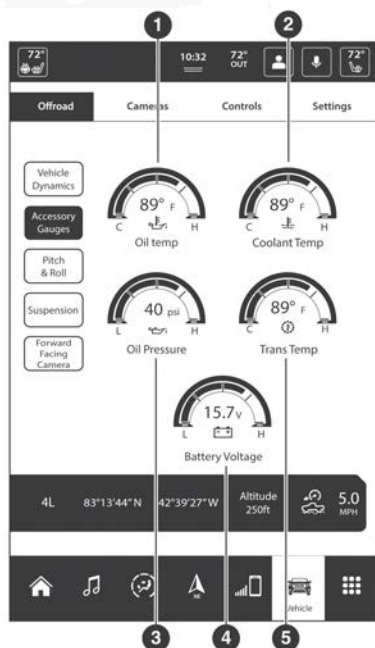 1
2
72°
10:32
72°
OUT
72°
Offroad
Cameras
Controls
Settings
Vehicle
Dynamics
Accessory
Gauges
Pitch
& Roll
Suspension
Forward
Facing
Camera
89° F
C H
Oil temp
89° F
C H
Coolant Temp
40 psi
L H
Oil Pressure
89° F
C H
Trans Temp
15.7 v
L H
Battery Voltage
4L
83°13'44"N
42°39'27"W
Altitude
250ft
5.0
MPH
NE
Vehicle
3
4
5